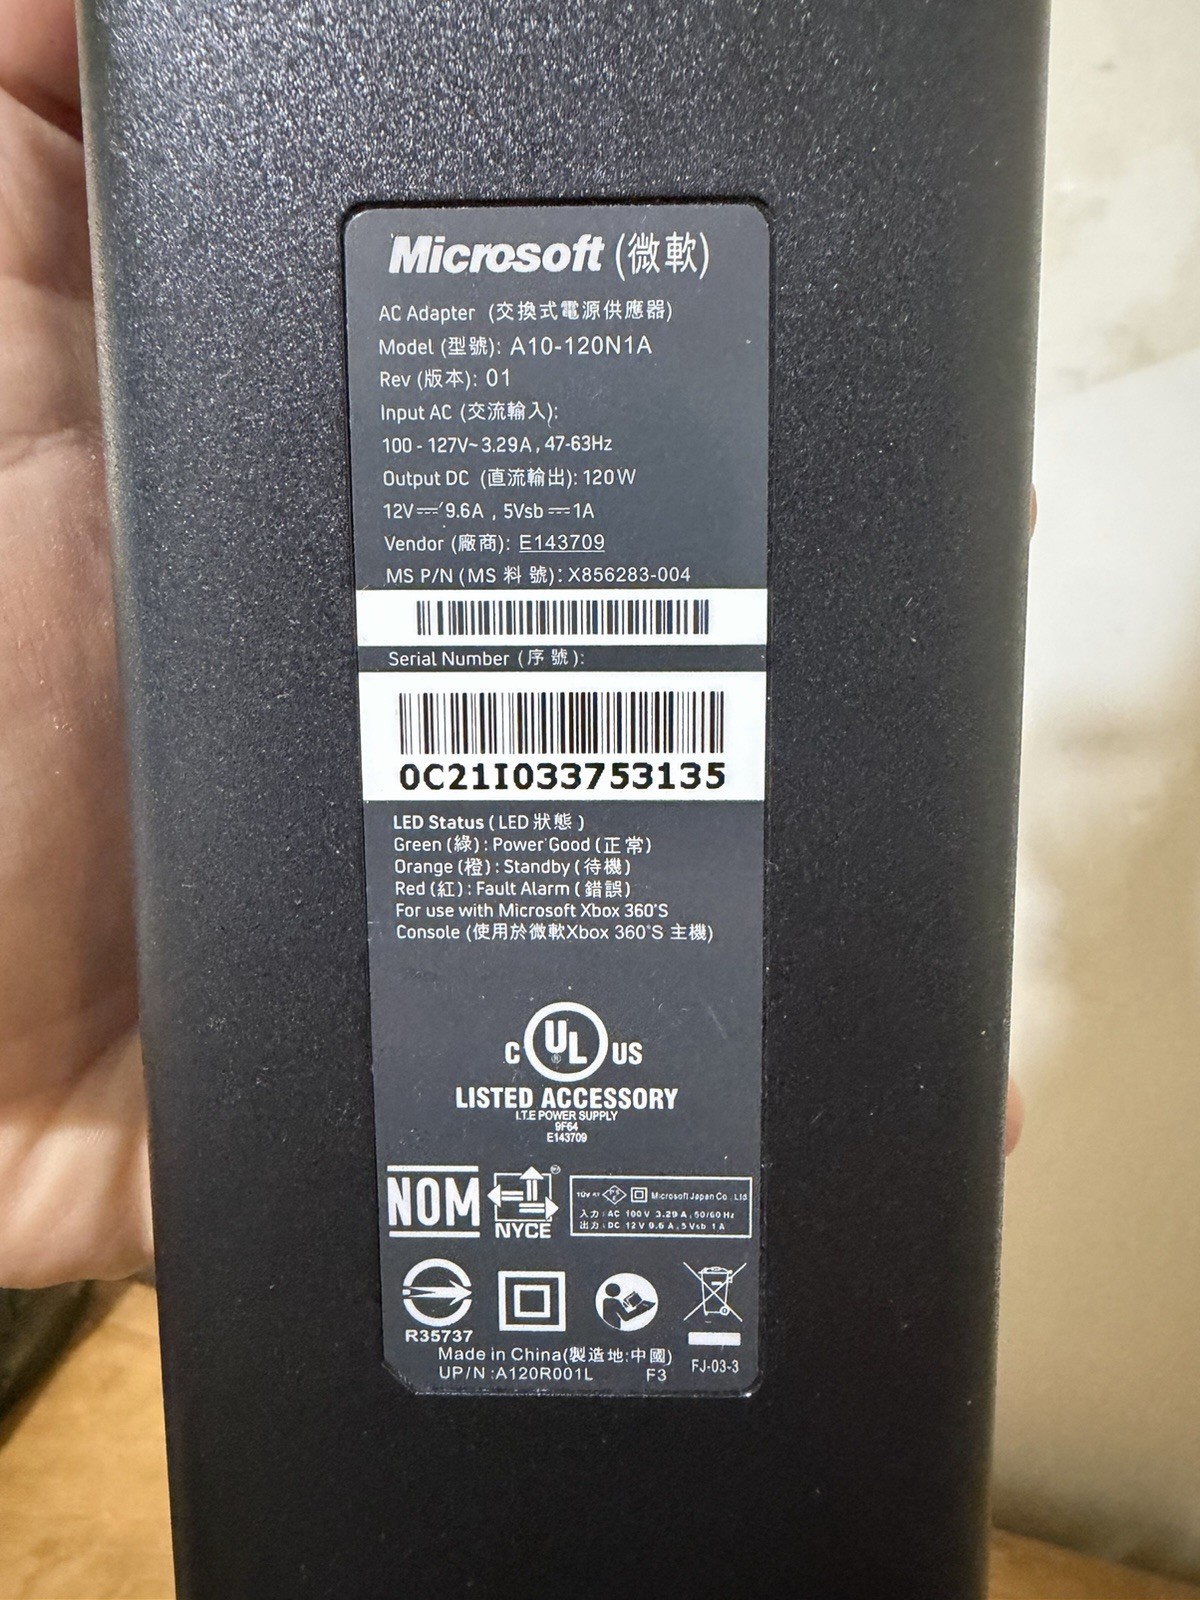 Microsoft (微軟)
AC Adapter (交換式電源供應器)
Model (型號): A10-120N1A
Rev (版本): 01
Input AC (交流輸入):
100 - 127V~3.29A, 47-63Hz
Output DC (直流輸出): 120W
12V⎓9.6A , 5Vsb⎓1A
Vendor (廠商): E143709
MS P/N (MS 料號): X856283-004
Serial Number (序號):
0C21I033753135
LED Status (LED 狀態)
Green (綠): Power Good (正常)
Orange (橙): Standby (待機)
Red (紅): Fault Alarm (錯誤)
For use with Microsoft Xbox 360°S
Console (使用於微軟Xbox 360°S 主機)
C UL® US
LISTED ACCESSORY
I.T.E POWER SUPPLY
9F64
E143709
NOM NYCE
PSE Microsoft Japan Co., Ltd
入力: AC 100V 3.29A, 50/60Hz
出力: DC 12V 9.6A, 5Vsb 1A
R35737
Made in China(製造地:中國)
UP/N :A120R001L F3 FJ-03-3